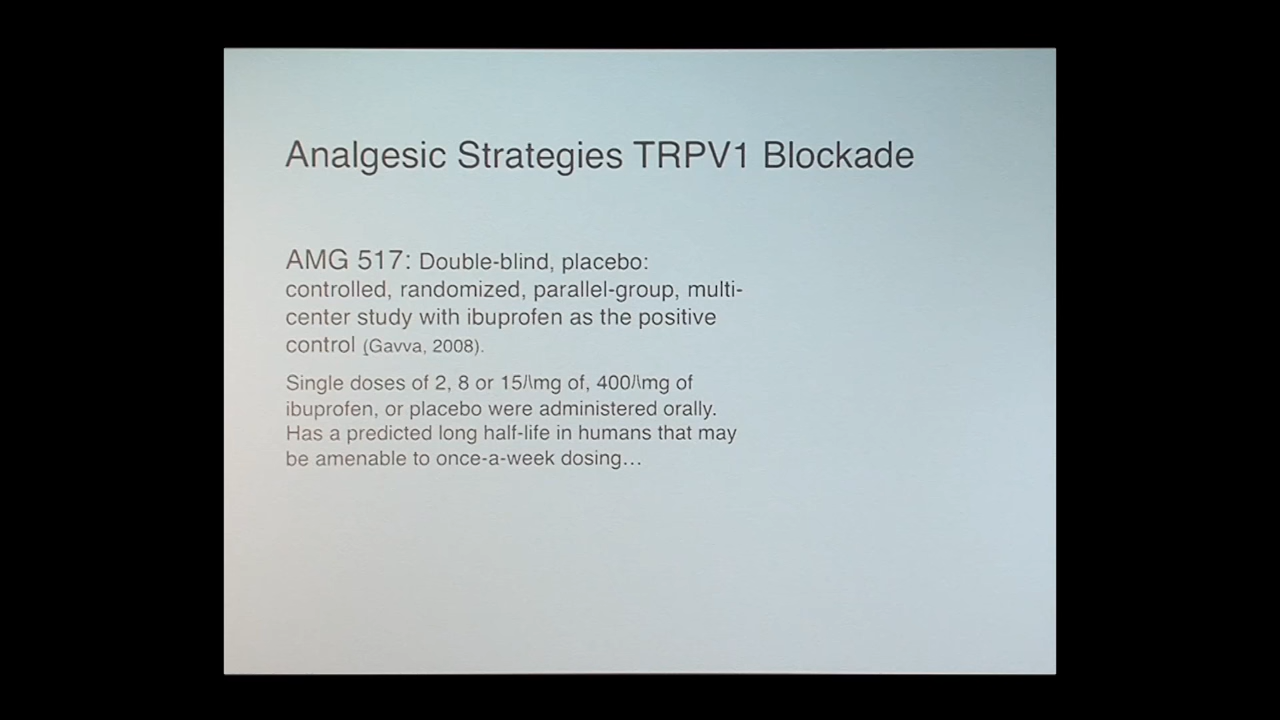 Analgesic Strategies TRPV1 Blockade
AMG 517: Double-blind, placebo:
controlled, randomized, parallel-group, multi-
center study with ibuprofen as the positive
control (Gavva, 2008).
Single doses of 2, 8 or 15/\mg of, 400/\mg of
ibuprofen, or placebo were administered orally.
Has a predicted long half-life in humans that may
be amenable to once-a-week dosing…